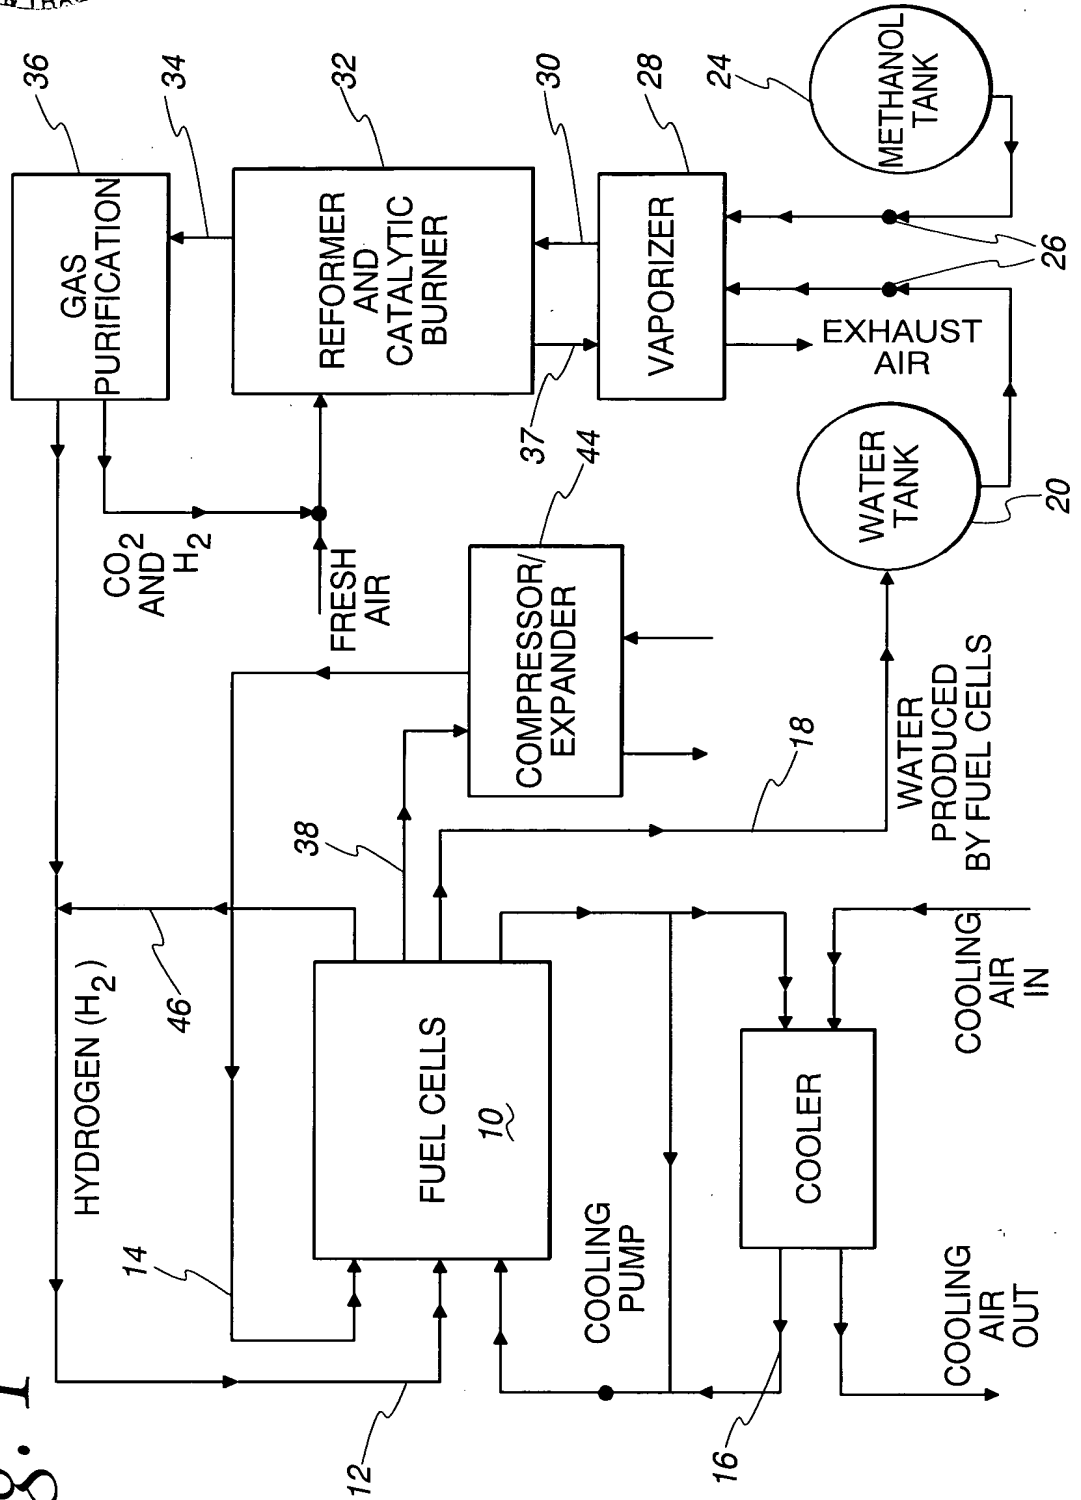 36
34
32
30
28
24
GAS
PURIFICATION
REFORMER
AND
CATALYTIC
BURNER
VAPORIZER
METHANOL
TANK
26
EXHAUST
AIR
37
44
CO2
AND
H2
FRESH
AIR
COMPRESSOR/
EXPANDER
WATER
TANK
20
38
18
WATER
PRODUCED
BY FUEL CELLS
HYDROGEN (H2)
46
FUEL CELLS
10
COOLING
AIR
IN
COOLER
14
COOLING
PUMP
COOLING
AIR
OUT
12
16
g. 1